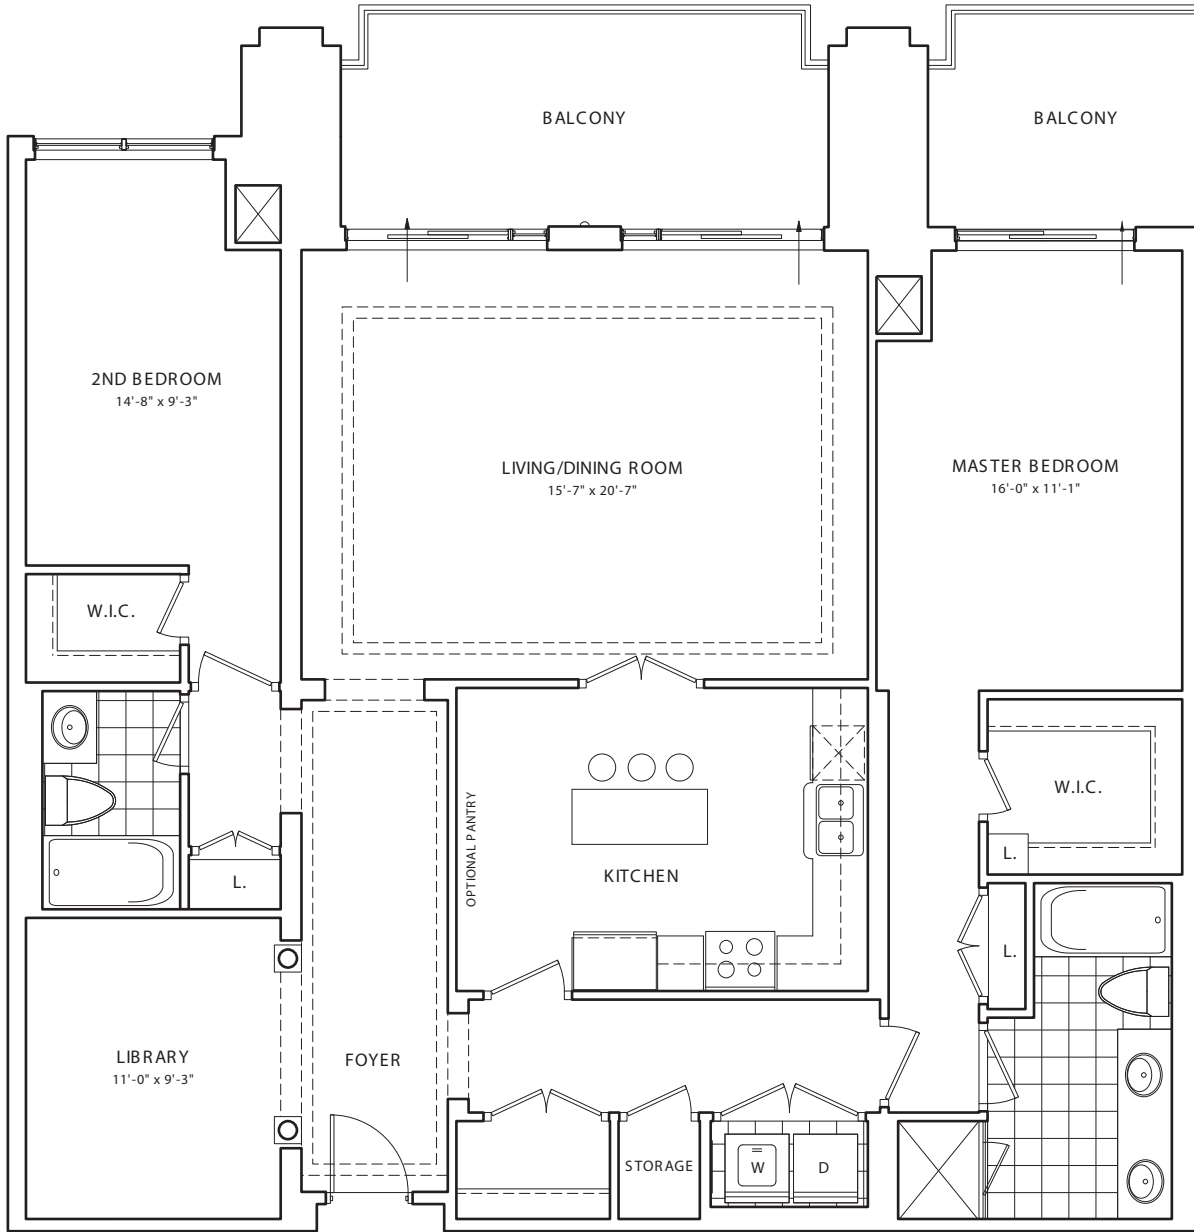 BALCONY
BALCONY
2ND BEDROOM
14'-8" x 9'-3"
LIVING/DINING ROOM
15'-7" x 20'-7"
MASTER BEDROOM
16'-0" x 11'-1"
W.I.C.
W.I.C.
OPTIONAL PANTRY
KITCHEN
L.
L.
L.
LIBRARY
11'-0" x 9'-3"
FOYER
STORAGE
W
D